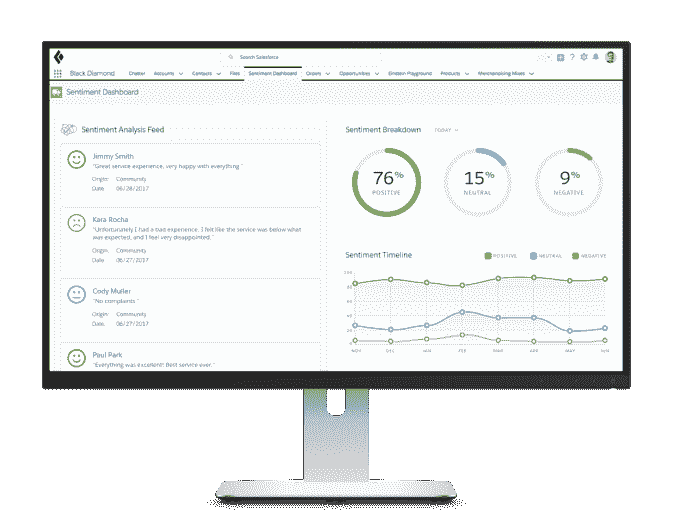 Search Salesforce
Black Diamond Chatter Accounts Contacts Files Sentiment Dashboard Orders Opportunities Einstein Playground Products Merchandising Mixes
Sentiment Dashboard
Sentiment Analysis Feed
Jimmy Smith
"Great service experience, very happy with everything."
Origin: Community
Date: 06/28/2017
Kara Rocha
"Unfortunately I had a bad experience. I felt like the service was below what
was expected, and I feel very disappointed."
Origin: Community
Date: 06/27/2017
Cody Muller
"No complaints."
Origin: Community
Date: 06/27/2017
Paul Park
"Everything was excellent! Best service ever."
Sentiment Breakdown TODAY
76% POSITIVE
15% NEUTRAL
9% NEGATIVE
Sentiment Timeline POSITIVE NEUTRAL NEGATIVE
100
80
60
40
20
0
NOV DEC JAN FEB MAR APR MAY JUN